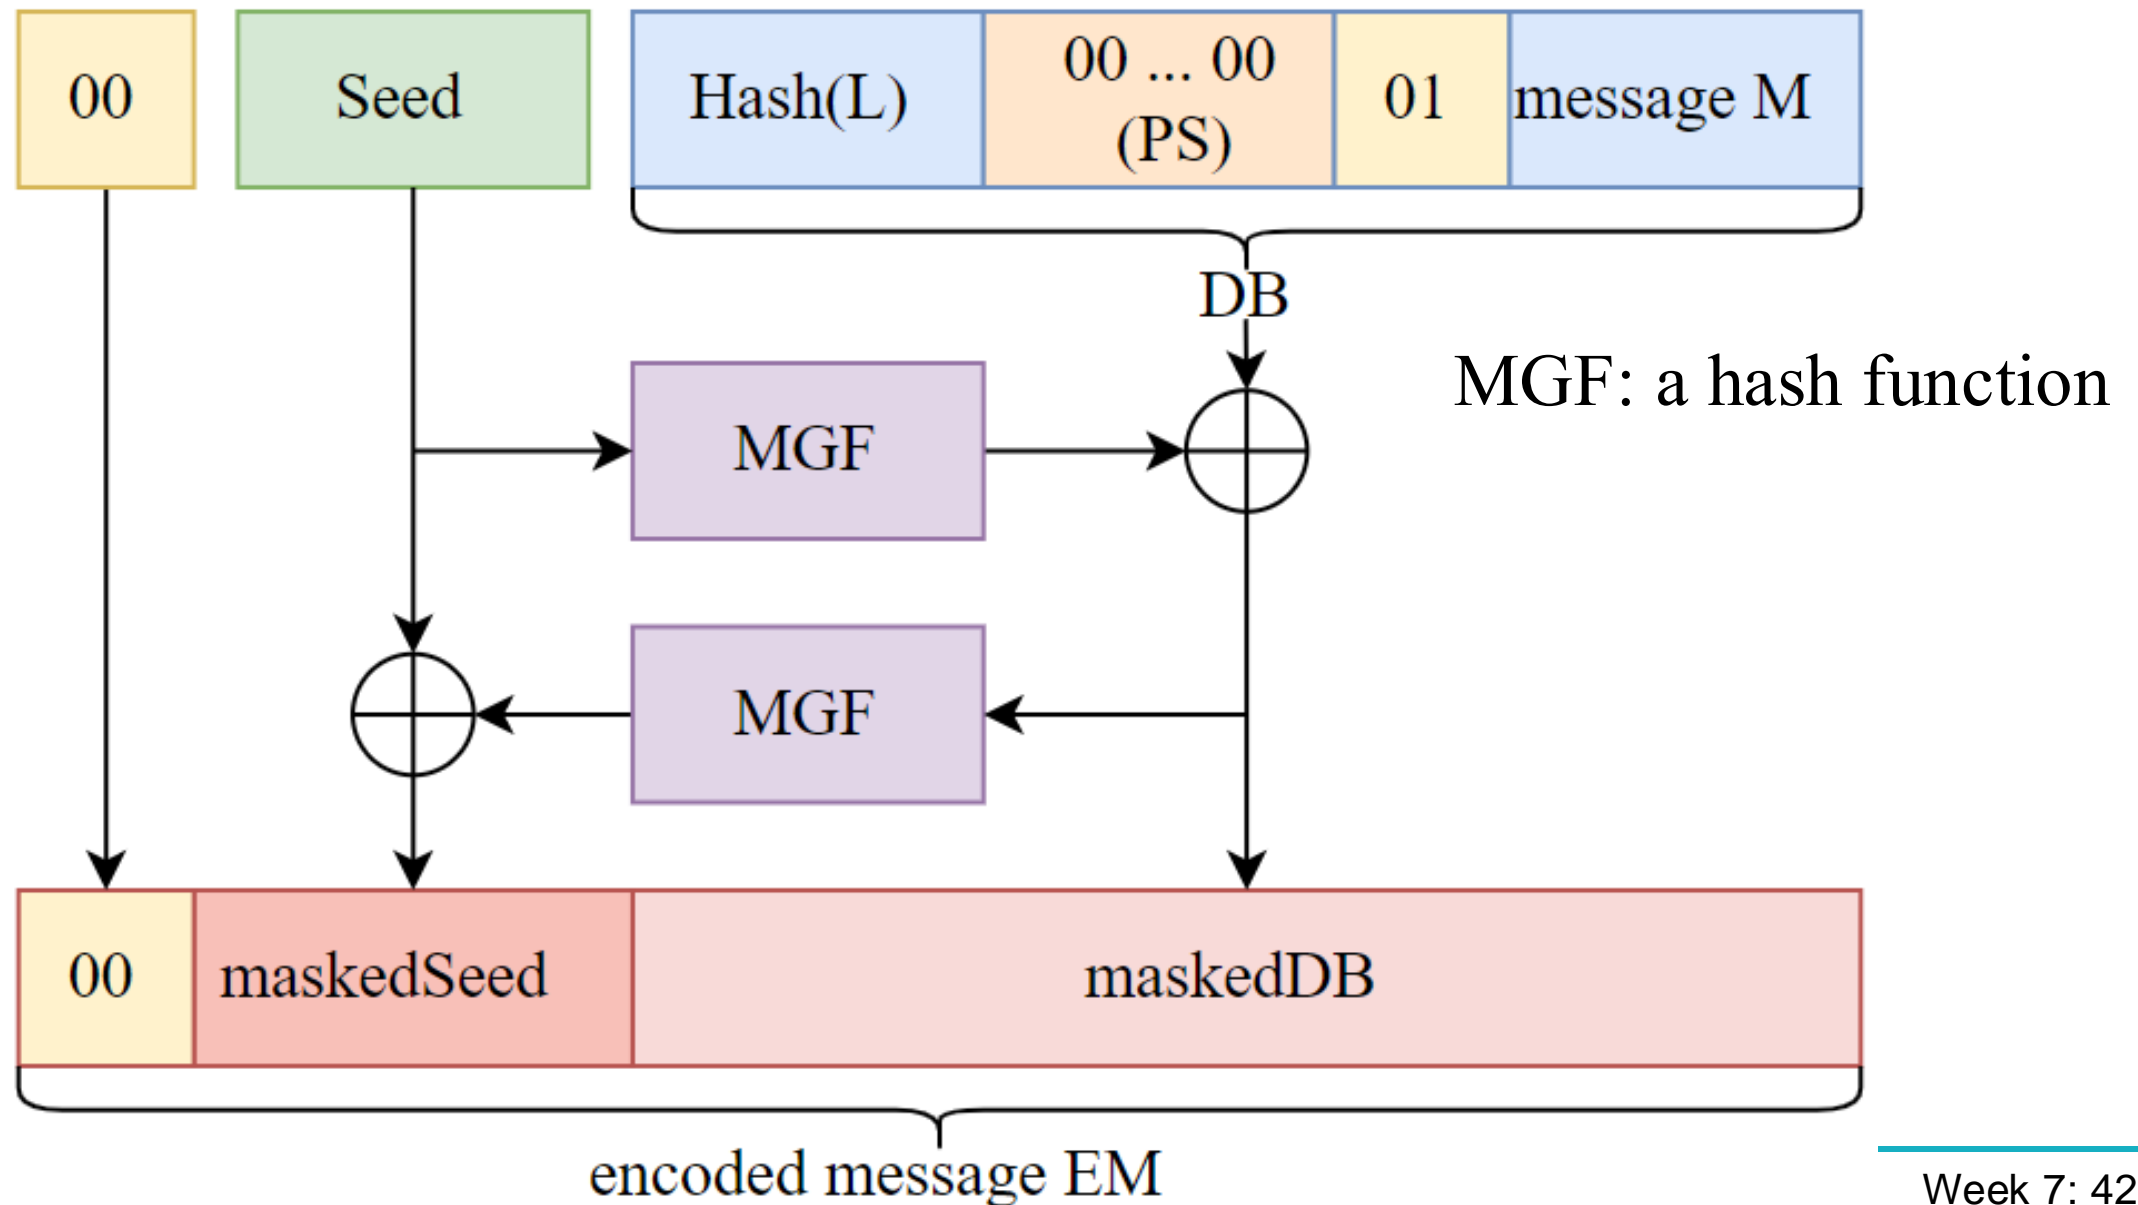 00
Seed
Hash(L)
00 ... 00
(PS)
01
message M
DB
MGF: a hash function
MGF
MGF
00
maskedSeed
maskedDB
encoded message EM
Week 7: 42